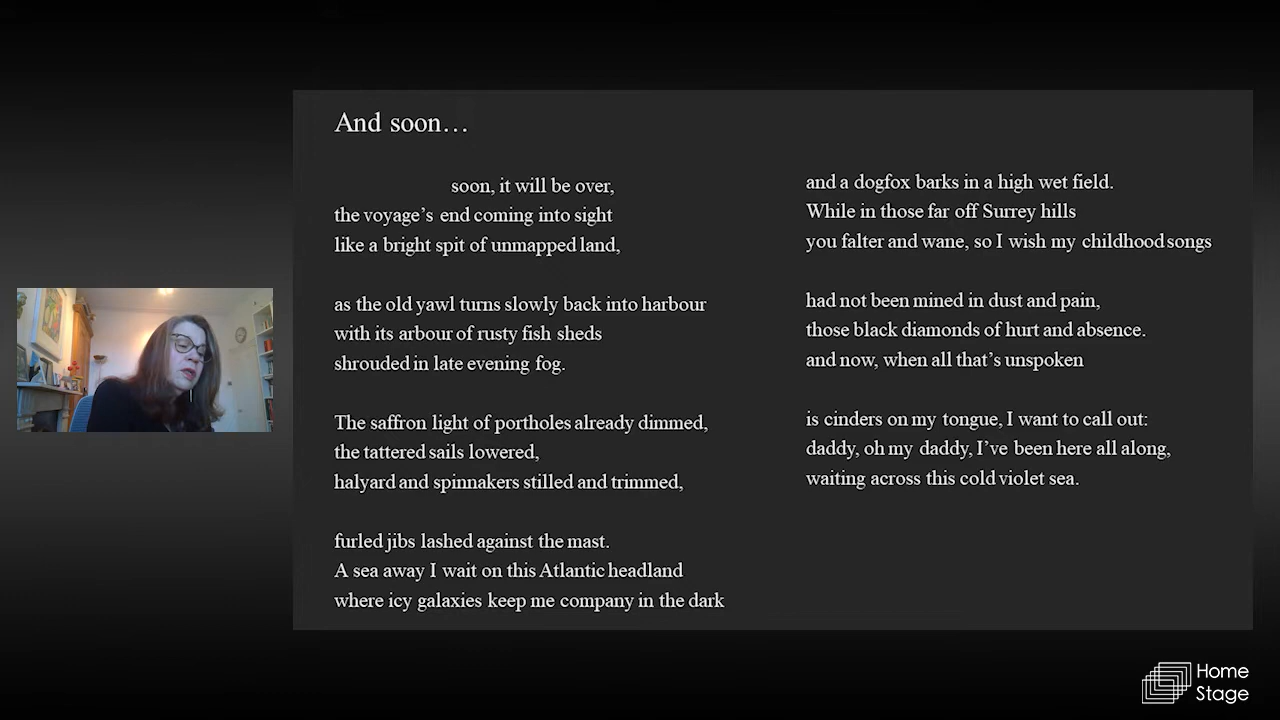 And soon…
soon, it will be over,
the voyage’s end coming into sight
like a bright spit of unmapped land,
as the old yawl turns slowly back into harbour
with its arbour of rusty fish sheds
shrouded in late evening fog.
The saffron light of portholes already dimmed,
the tattered sails lowered,
halyard and spinnakers stilled and trimmed,
furled jibs lashed against the mast.
A sea away I wait on this Atlantic headland
where icy galaxies keep me company in the dark
and a dogfox barks in a high wet field.
While in those far off Surrey hills
you falter and wane, so I wish my childhood songs
had not been mined in dust and pain,
those black diamonds of hurt and absence.
and now, when all that’s unspoken
is cinders on my tongue, I want to call out:
daddy, oh my daddy, I’ve been here all along,
waiting across this cold violet sea.
Home
Stage